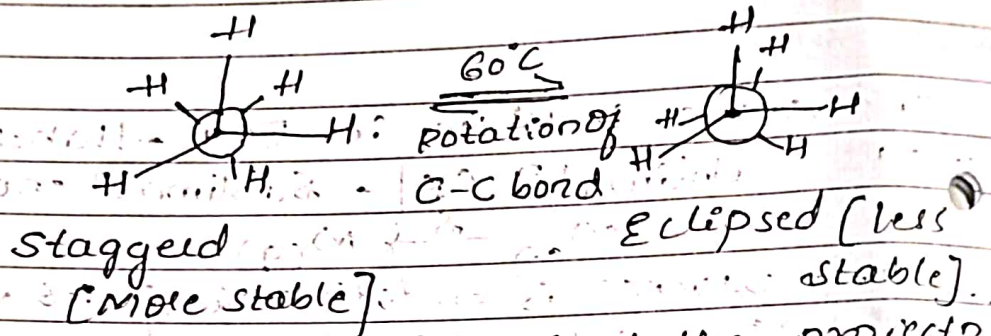 H H
H H 60°C H H
H: Rotation of H H
H H C-C bond H H
Staggerd Eclipsed (less
[More stable]. stable].